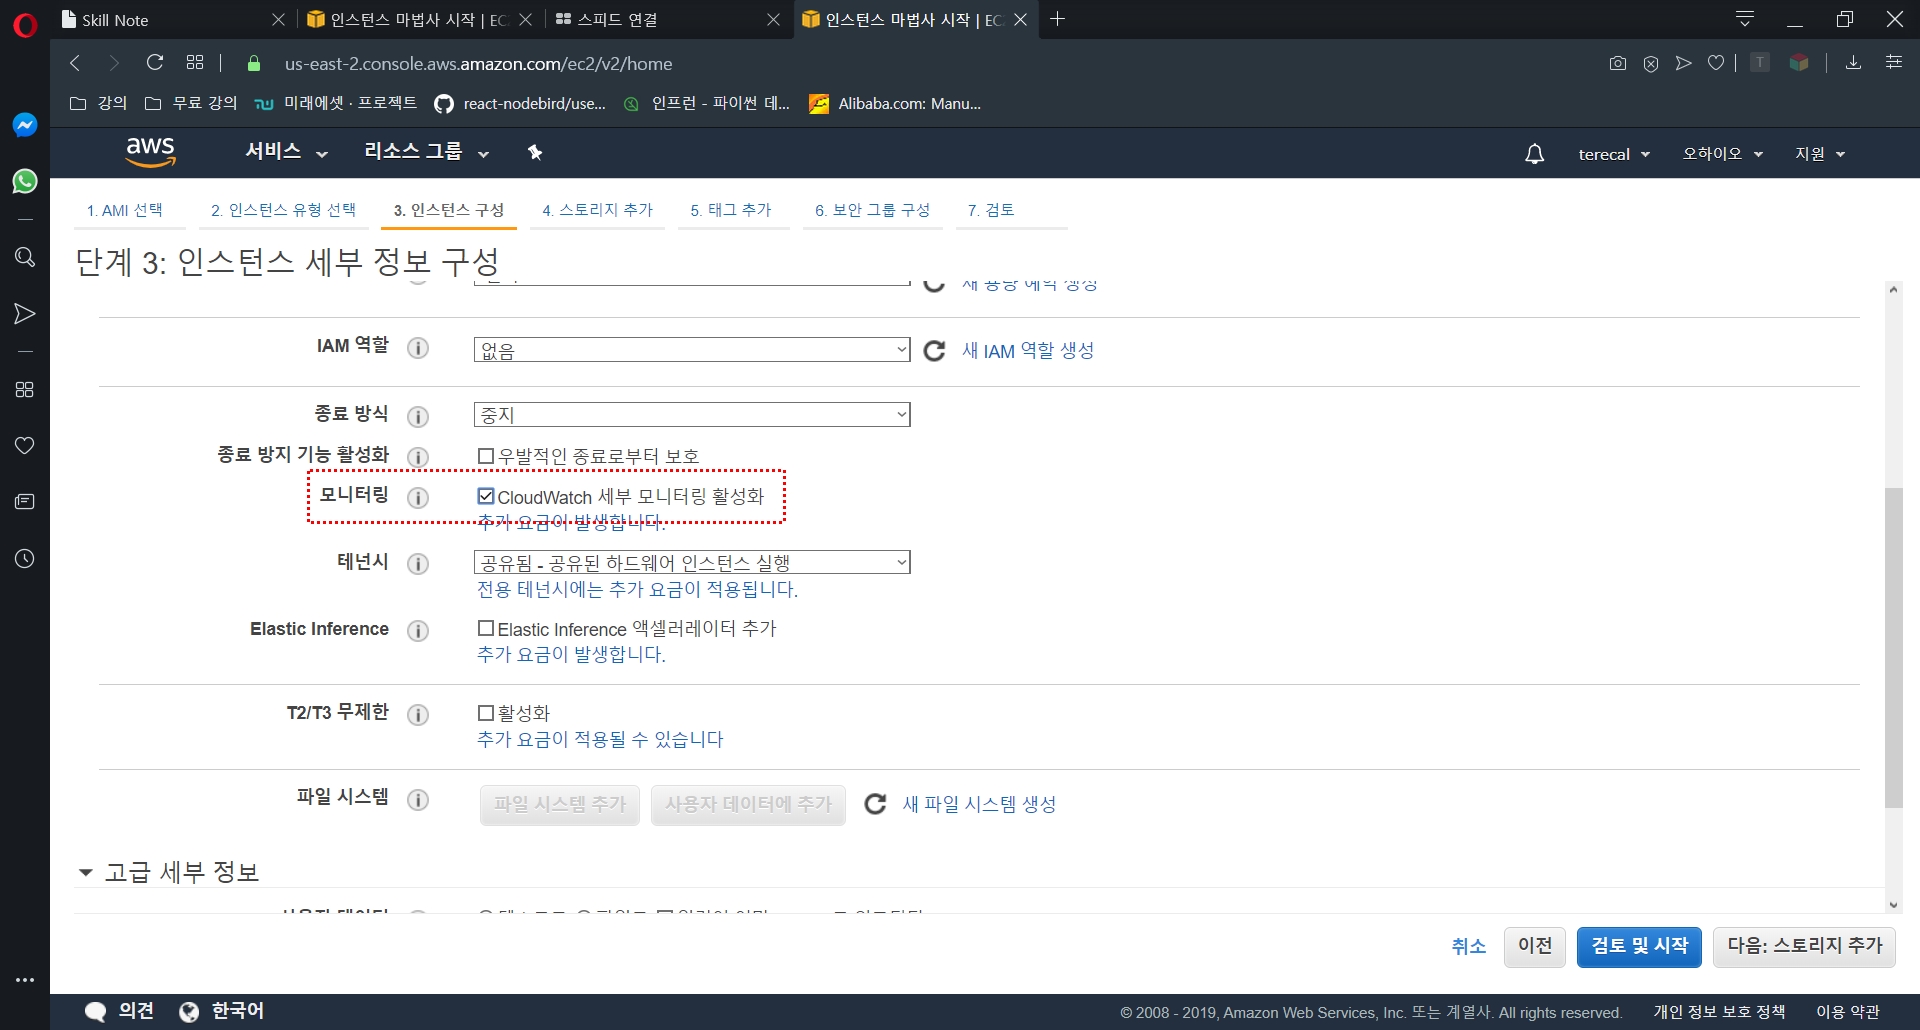 Skill Note
인스턴스 마법사 시작 | EC
스피드 연결
인스턴스 마법사 시작 | EC
us-east-2.console.aws.amazon.com/ec2/v2/home
강의
무료 강의
미래에셋 · 프로젝트
react-nodebird/use...
인프런 - 파이썬 데...
Alibaba.com: Manu...
aws
서비스
리소스 그룹
terecal
오하이오
지원
1. AMI 선택
2. 인스턴스 유형 선택
3. 인스턴스 구성
4. 스토리지 추가
5. 태그 추가
6. 보안 그룹 구성
7. 검토
단계 3: 인스턴스 세부 정보 구성
새 용량 예약 생성
IAM 역할
없음
새 IAM 역할 생성
종료 방식
중지
종료 방지 기능 활성화
우발적인 종료로부터 보호
모니터링
CloudWatch 세부 모니터링 활성화
추가 요금이 발생합니다.
테넌시
공유됨 - 공유된 하드웨어 인스턴스 실행
전용 테넌시에는 추가 요금이 적용됩니다.
Elastic Inference
Elastic Inference 액셀러레이터 추가
추가 요금이 발생합니다.
T2/T3 무제한
활성화
추가 요금이 적용될 수 있습니다
파일 시스템
파일 시스템 추가
사용자 데이터에 추가
새 파일 시스템 생성
고급 세부 정보
사용자 데이터
취소
이전
검토 및 시작
다음: 스토리지 추가
의견
한국어
© 2008 - 2019, Amazon Web Services, Inc. 또는 계열사. All rights reserved.
개인 정보 보호 정책
이용 약관